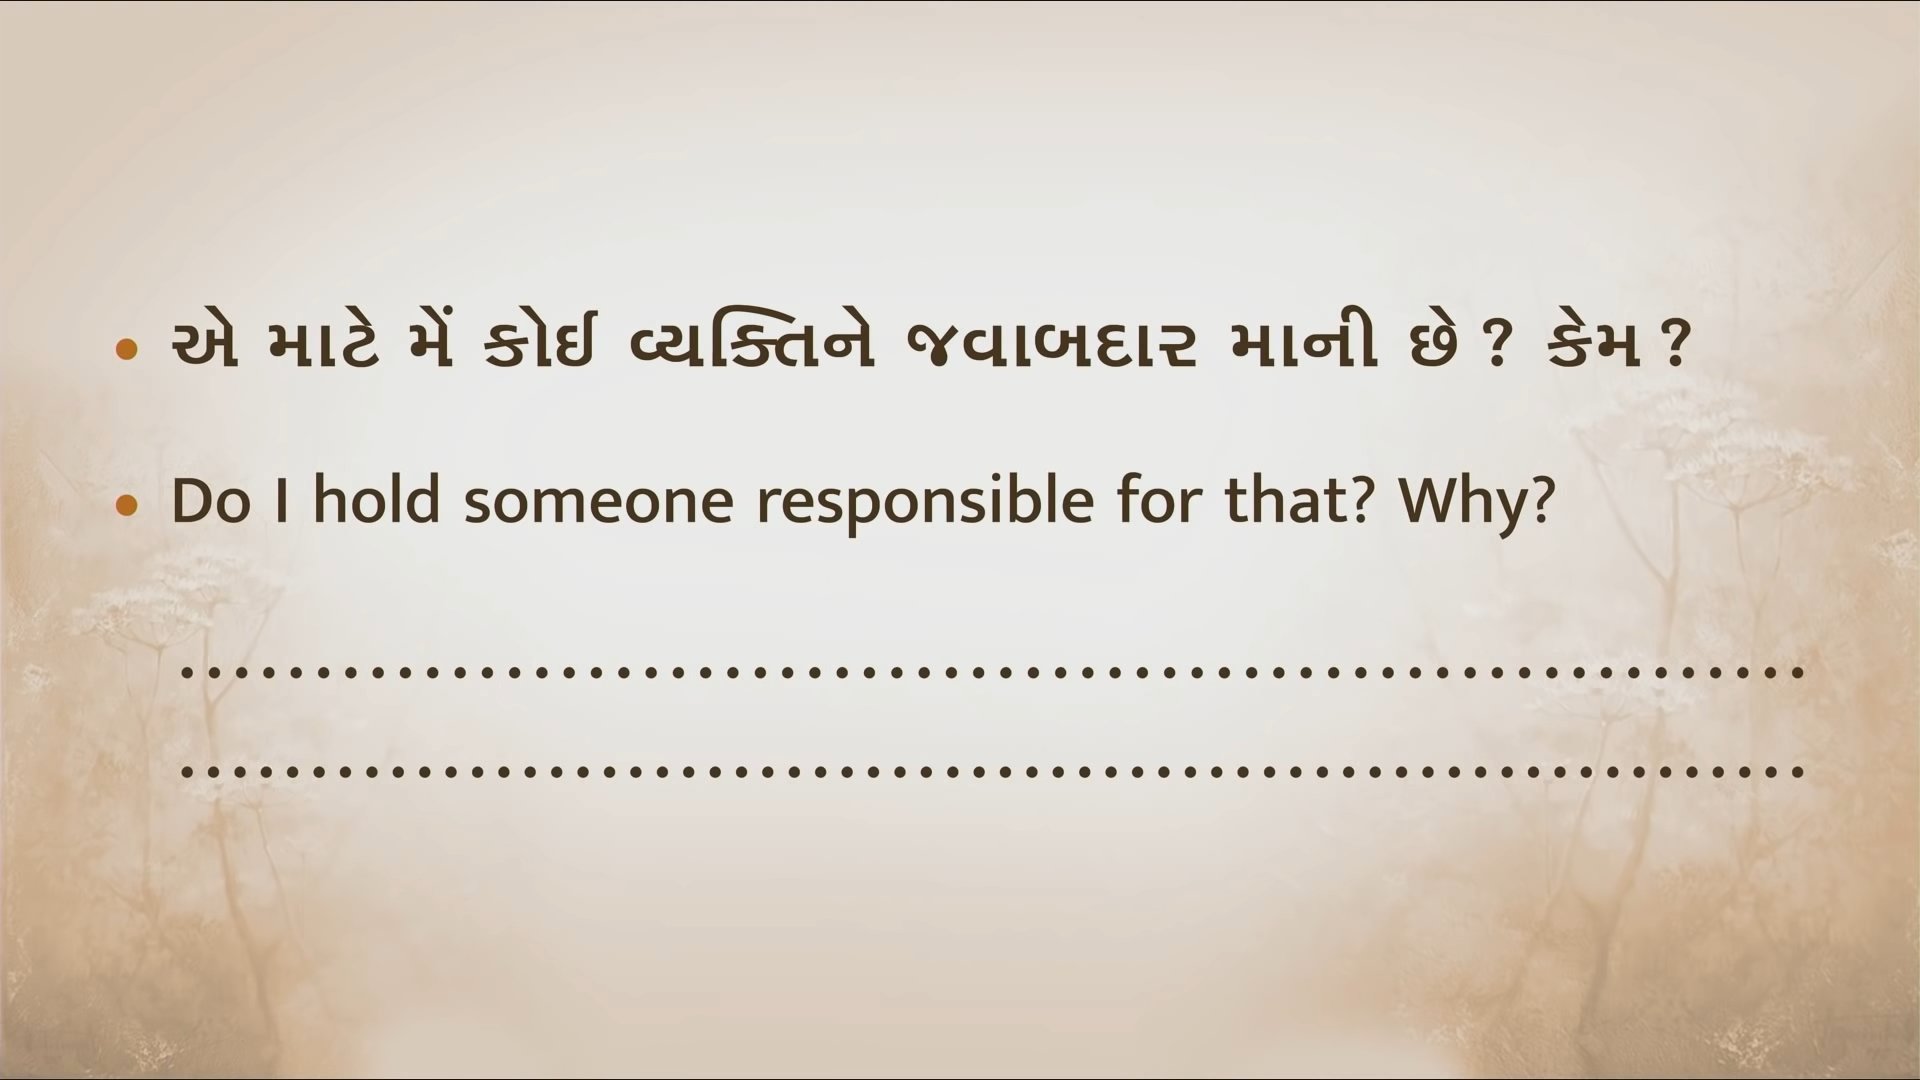 • એ માટે મેં કોઈ વ્યક્તિને જવાબદાર માની છે ? કેમ ?
• Do I hold someone responsible for that? Why?
............................................................
..............................................................